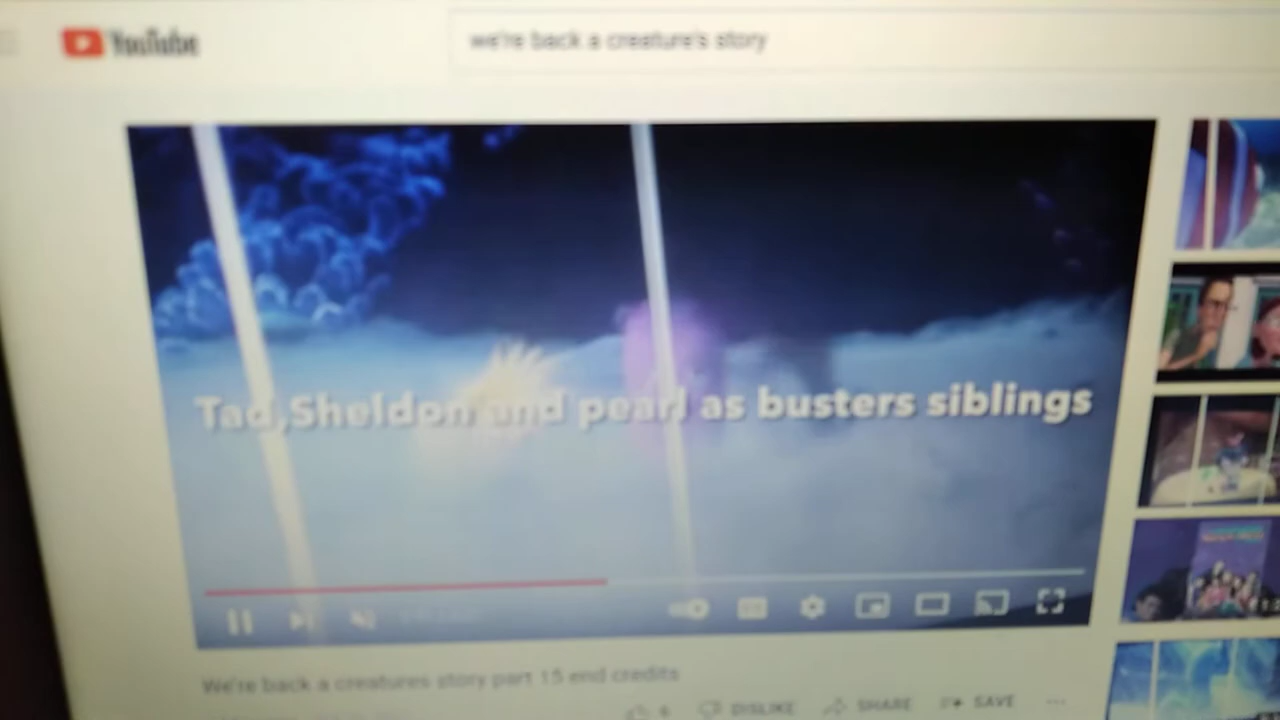 YouTube
we're back a creature's story
Tad,Sheldon and pearl as busters siblings
We're back a creatures story part 15 end credits
6 DISLIKE SHARE SAVE